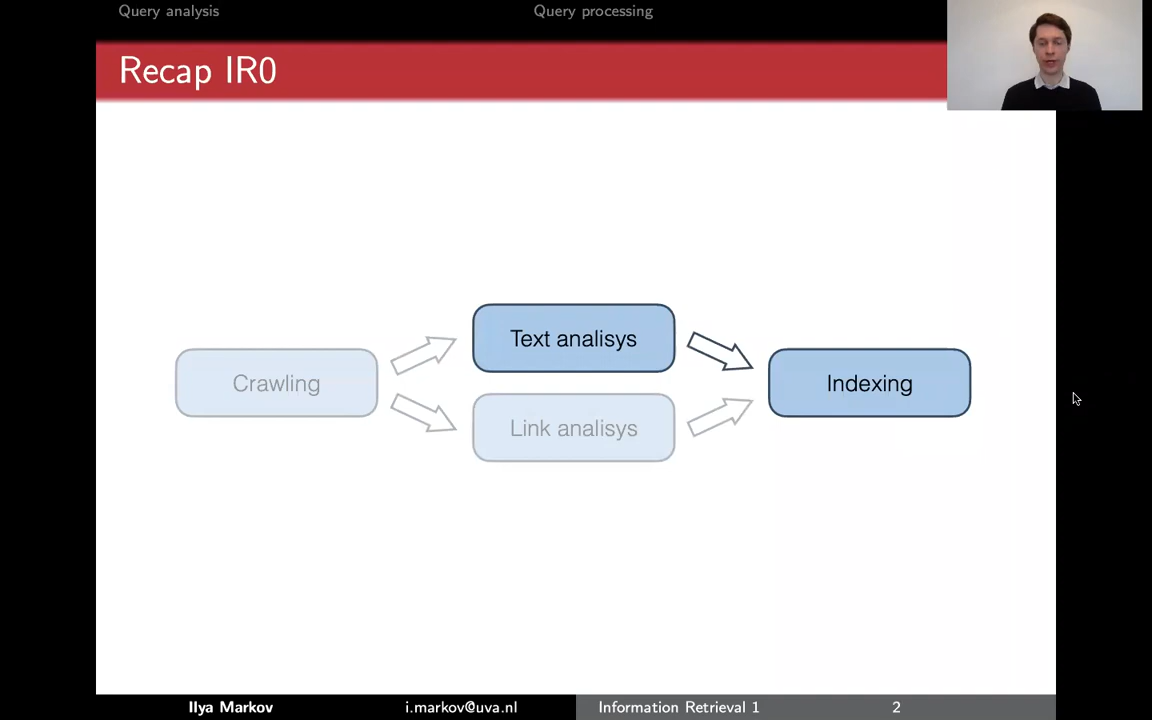 Query analysis Query processing
Recap IR0
Text analisys
Crawling
Indexing
Link analisys
Ilya Markov i.markov@uva.nl Information Retrieval 1 2